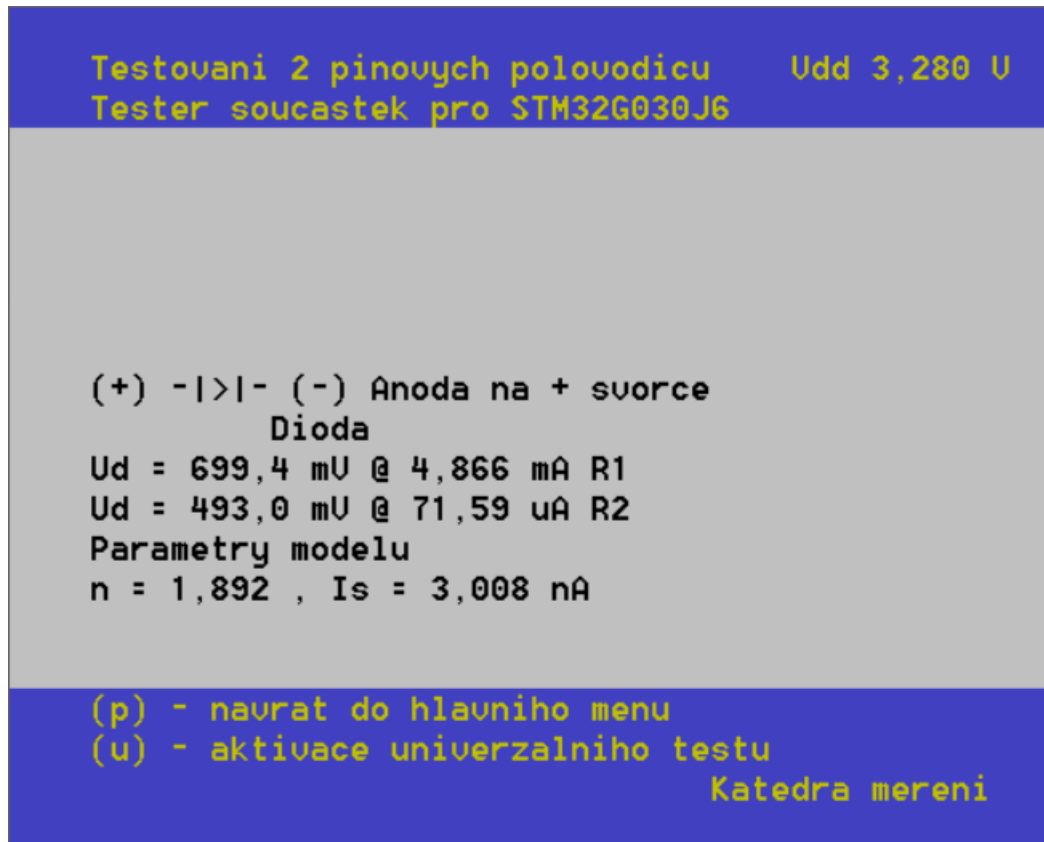 Testovani 2 pinovych polovodicu Vdd 3,280 V
Tester soucastek pro STM32G030J6
(+) -|>|- (-) Anoda na + svorce
Dioda
Ud = 699,4 mV @ 4,866 mA R1
Ud = 493,0 mV @ 71,59 uA R2
Parametry modelu
n = 1,892 , Is = 3,008 nA
(p) - navrat do hlavniho menu
(u) - aktivace univerzalniho testu
Katedra mereni